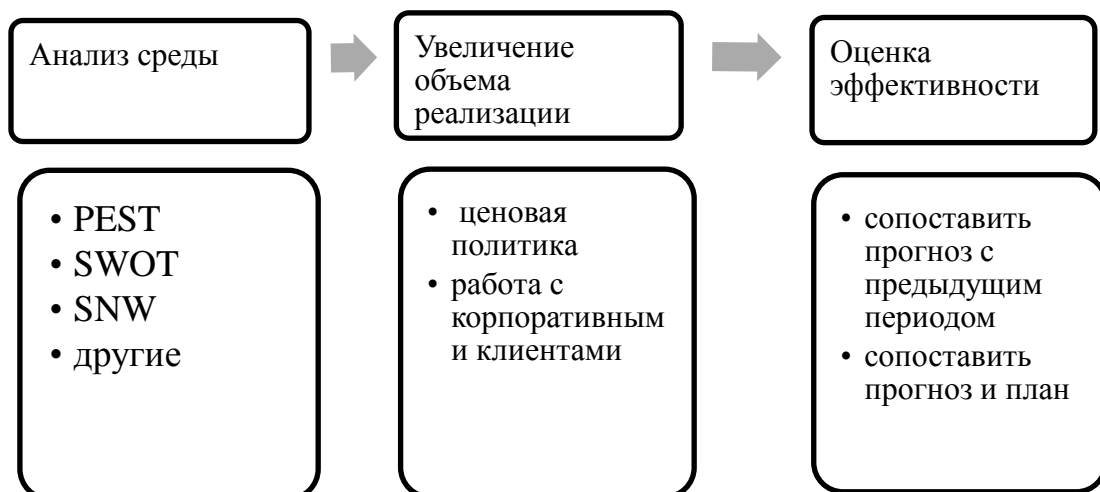 Анализ среды
Увеличение
объема
реализации
Оценка
эффективности
• PEST
• SWOT
• SNW
• другие
• ценовая
политика
• работа с
корпоративным
и клиентами
• сопоставить
прогноз с
предыдущим
периодом
• сопоставить
прогноз и план